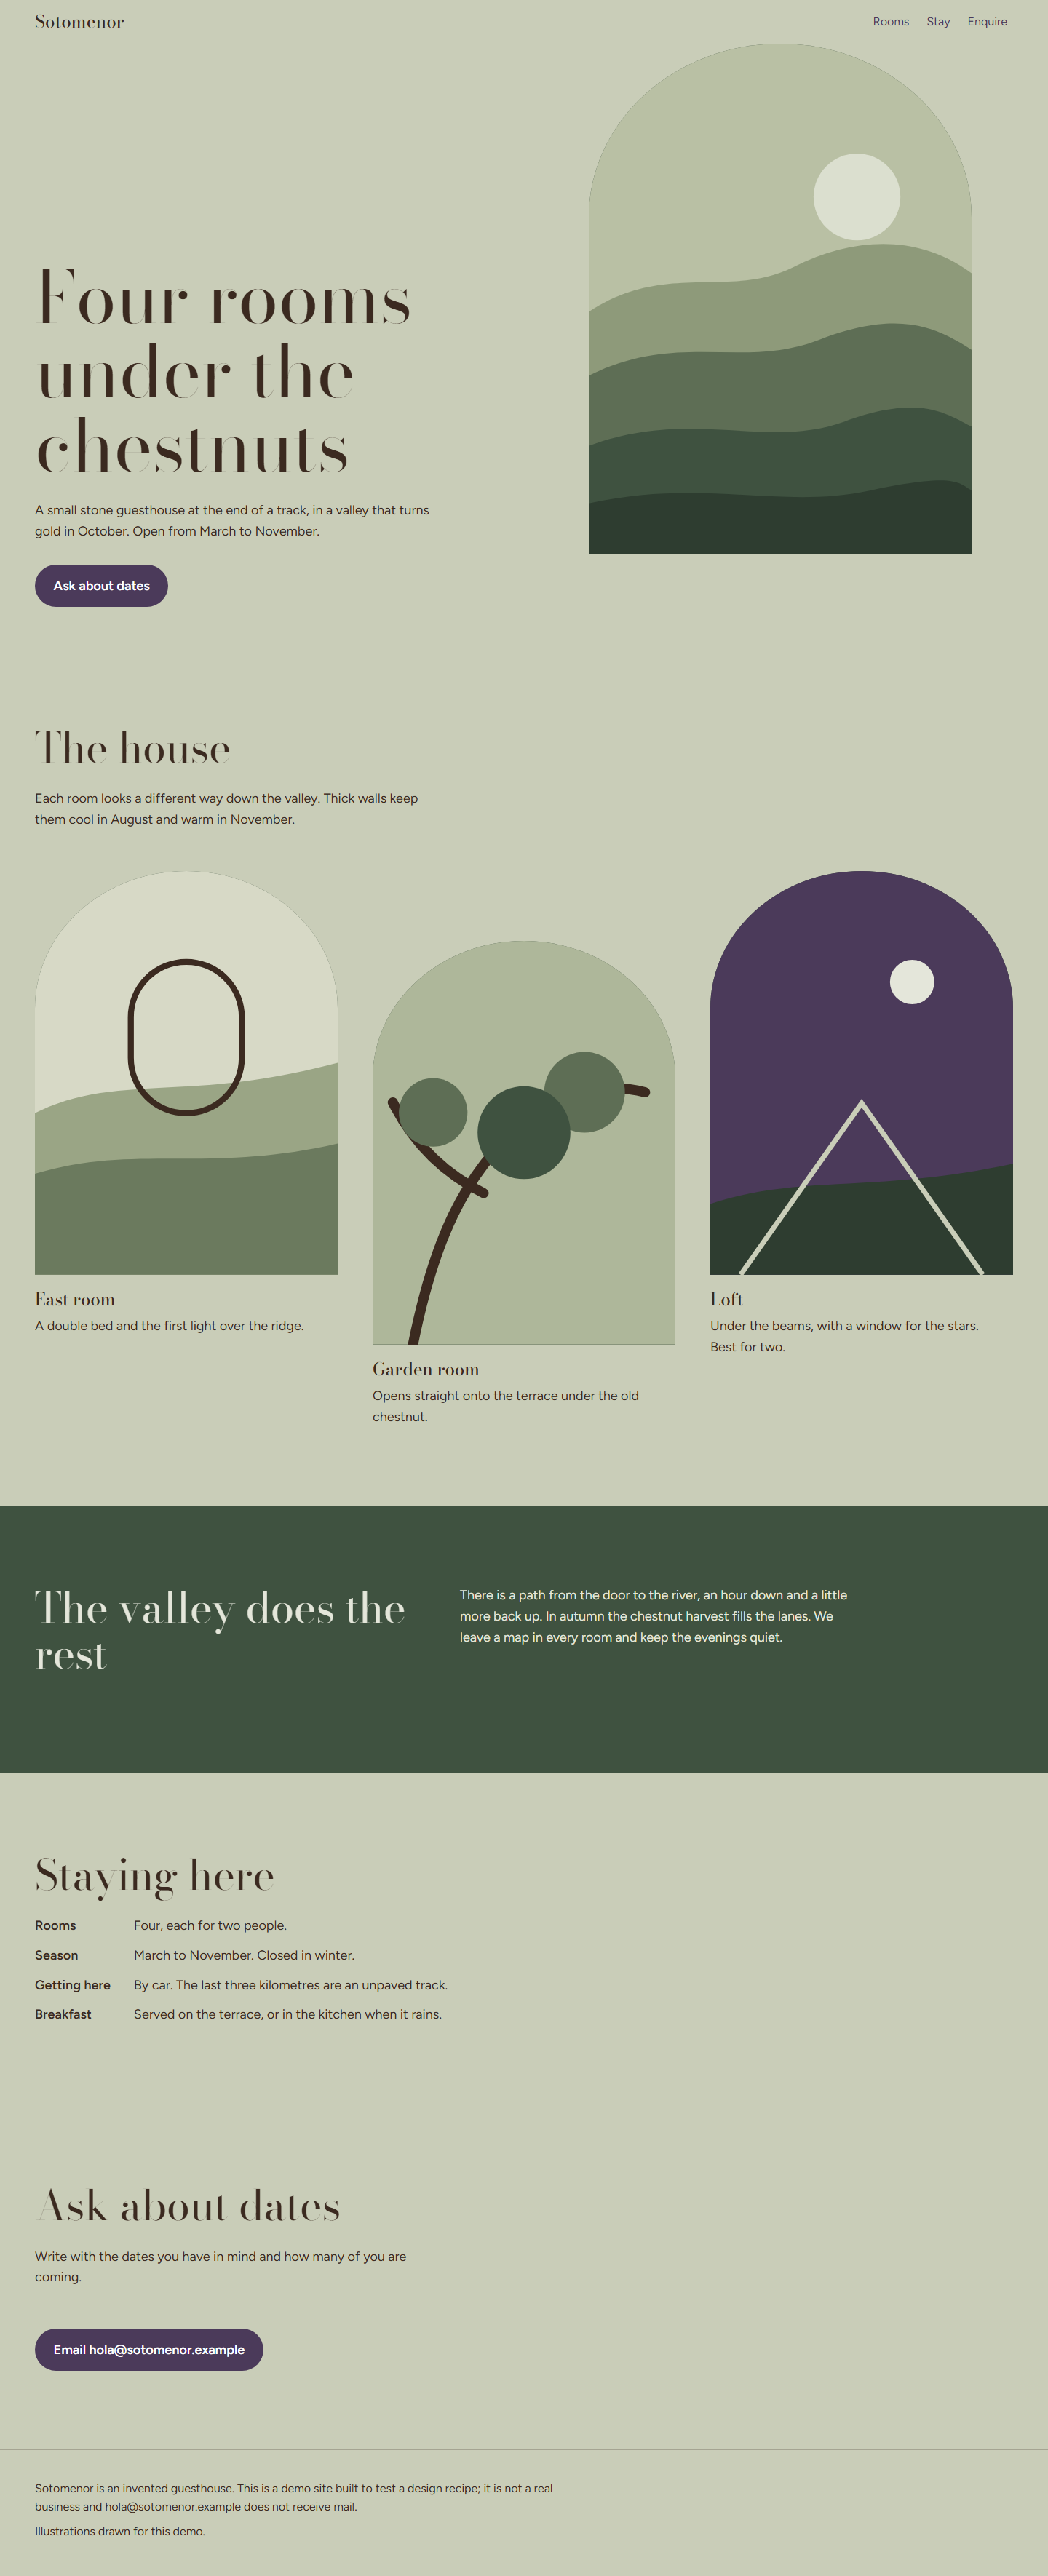 Sotomenor
Rooms Stay Enquire
Four rooms
under the
chestnuts
A small stone guesthouse at the end of a track, in a valley that turns
gold in October. Open from March to November.
Ask about dates
The house
Each room looks a different way down the valley. Thick walls keep
them cool in August and warm in November.
East room
A double bed and the first light over the ridge.
Garden room
Opens straight onto the terrace under the old
chestnut.
Loft
Under the beams, with a window for the stars.
Best for two.
The valley does the
rest
There is a path from the door to the river, an hour down and a little
more back up. In autumn the chestnut harvest fills the lanes. We
leave a map in every room and keep the evenings quiet.
Staying here
Rooms Four, each for two people.
Season March to November. Closed in winter.
Getting here By car. The last three kilometres are an unpaved track.
Breakfast Served on the terrace, or in the kitchen when it rains.
Ask about dates
Write with the dates you have in mind and how many of you are
coming.
Email hola@sotomenor.example
Sotomenor is an invented guesthouse. This is a demo site built to test a design recipe; it is not a real
business and hola@sotomenor.example does not receive mail.
Illustrations drawn for this demo.